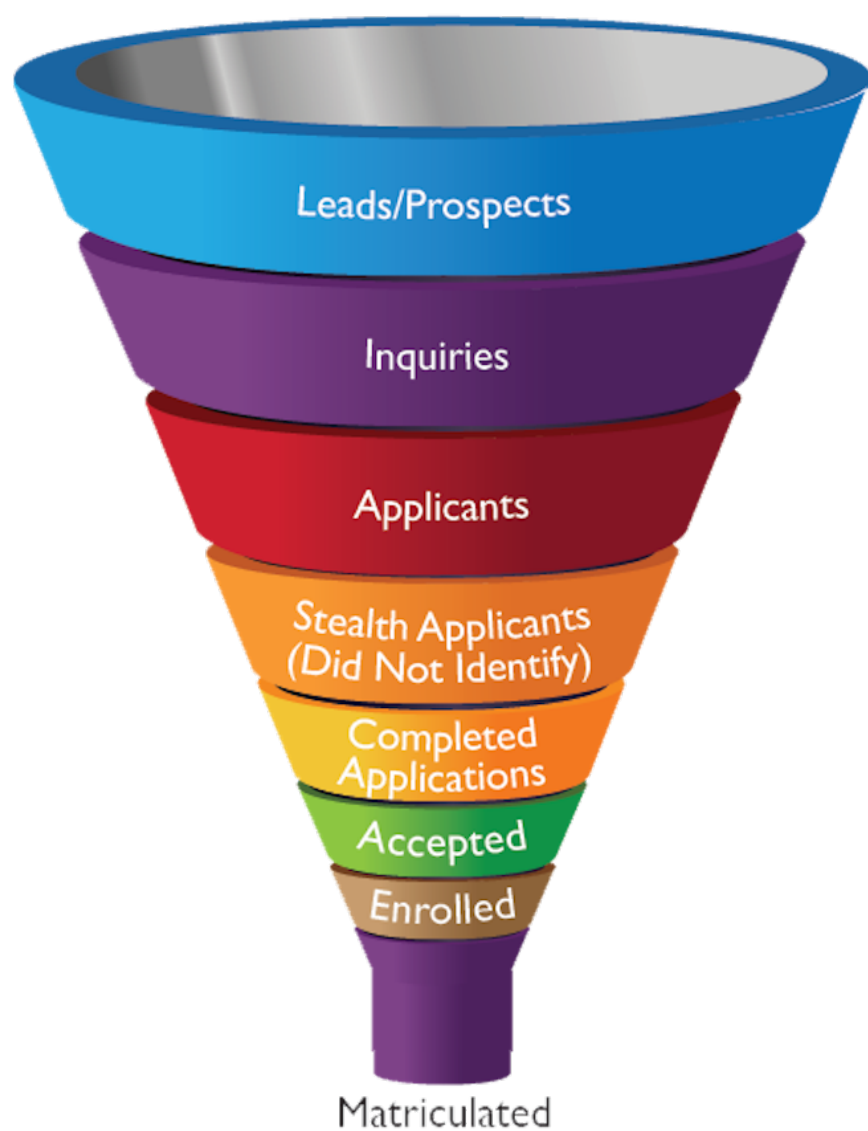 Leads/Prospects
Inquiries
Applicants
Stealth Applicants
(Did Not Identify)
Completed
Applications
Accepted
Enrolled
Matriculated